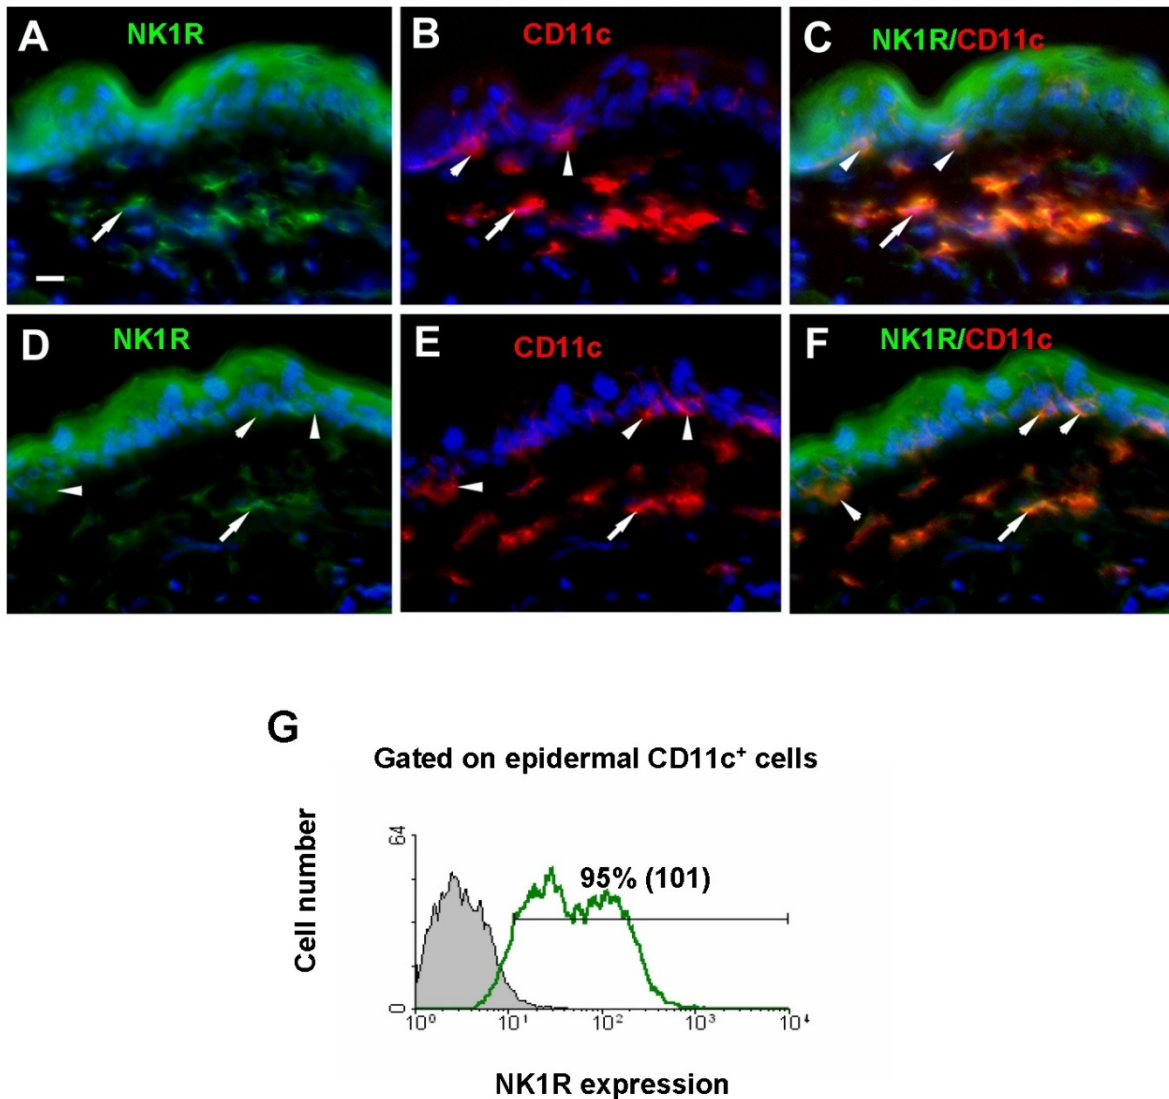 A NK1R
B CD11c
C NK1R/CD11c
D NK1R
E CD11c
F NK1R/CD11c
G
Gated on epidermal CD11c⁺ cells
64
95% (101)
Cell number
0
10⁰ 10¹ 10² 10³ 10⁴
NK1R expression